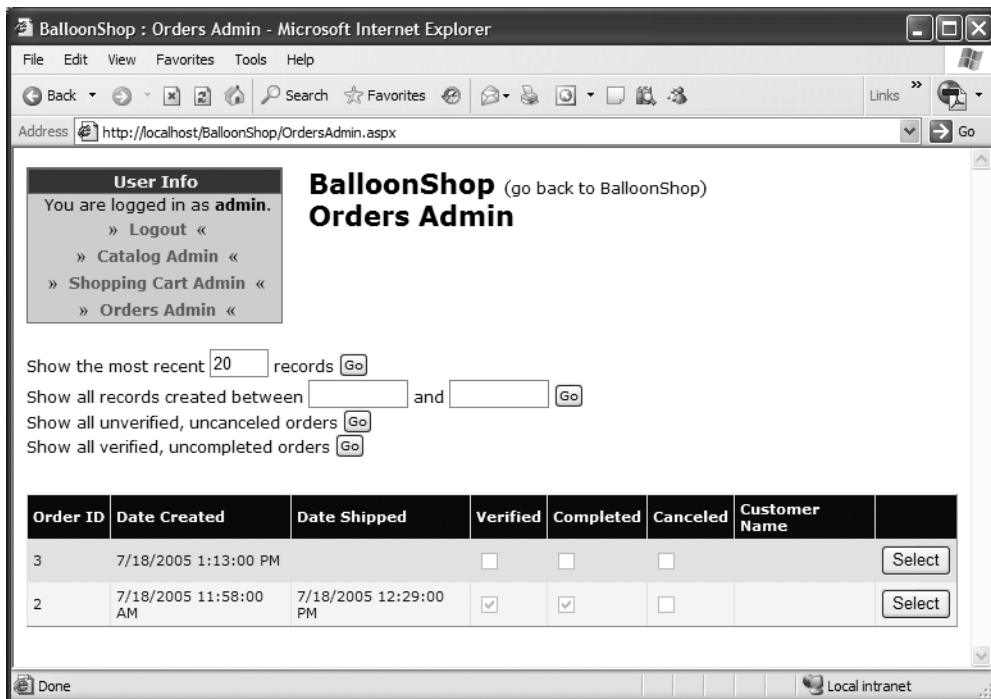 BalloonShop : Orders Admin - Microsoft Internet Explorer
File Edit View Favorites Tools Help
Back Search Favorites Links »
Address http://localhost/BalloonShop/OrdersAdmin.aspx Go
User Info
You are logged in as admin.
» Logout «
» Catalog Admin «
» Shopping Cart Admin «
» Orders Admin «
BalloonShop (go back to BalloonShop)
Orders Admin
Show the most recent 20 records Go
Show all records created between and Go
Show all unverified, uncanceled orders Go
Show all verified, uncompleted orders Go
Order ID Date Created Date Shipped Verified Completed Canceled Customer Name
3 7/18/2005 1:13:00 PM Select
2 7/18/2005 11:58:00 AM 7/18/2005 12:29:00 PM Select
Done Local intranet